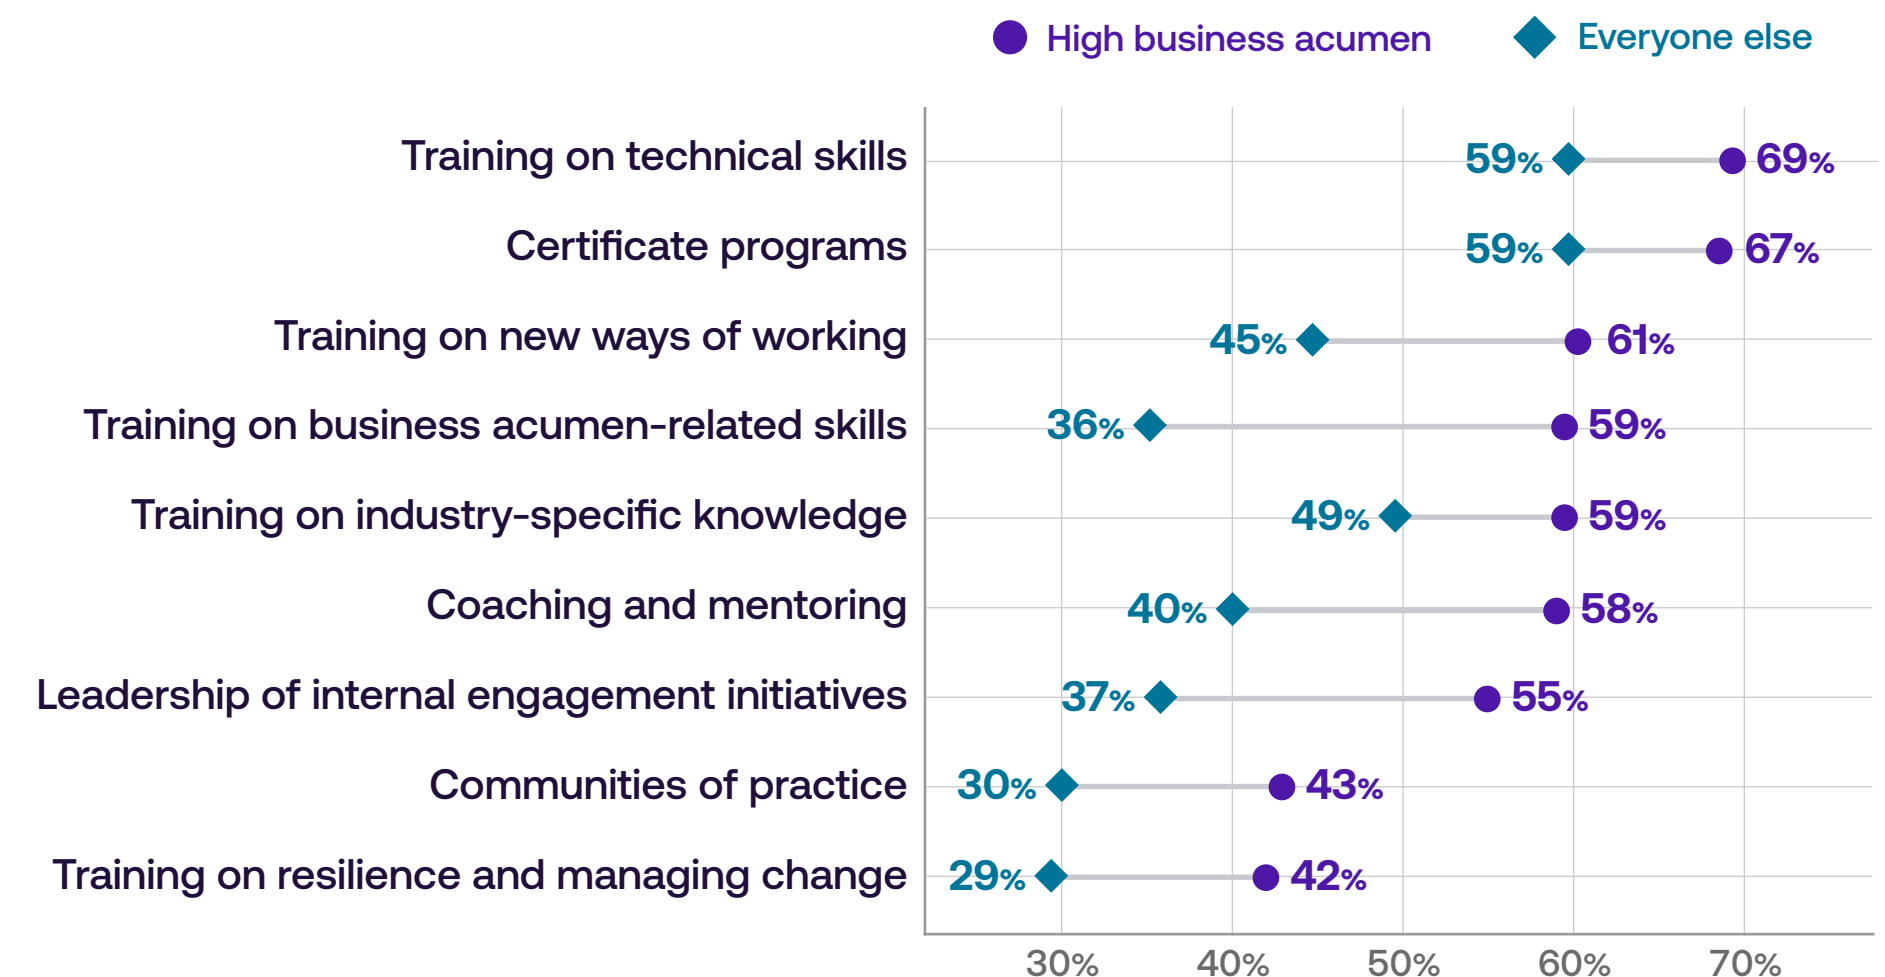 High business acumen Everyone else
Training on technical skills 59% 69%
Certificate programs 59% 67%
Training on new ways of working 45% 61%
Training on business acumen-related skills 36% 59%
Training on industry-specific knowledge 49% 59%
Coaching and mentoring 40% 58%
Leadership of internal engagement initiatives 37% 55%
Communities of practice 30% 43%
Training on resilience and managing change 29% 42%
30% 40% 50% 60% 70%